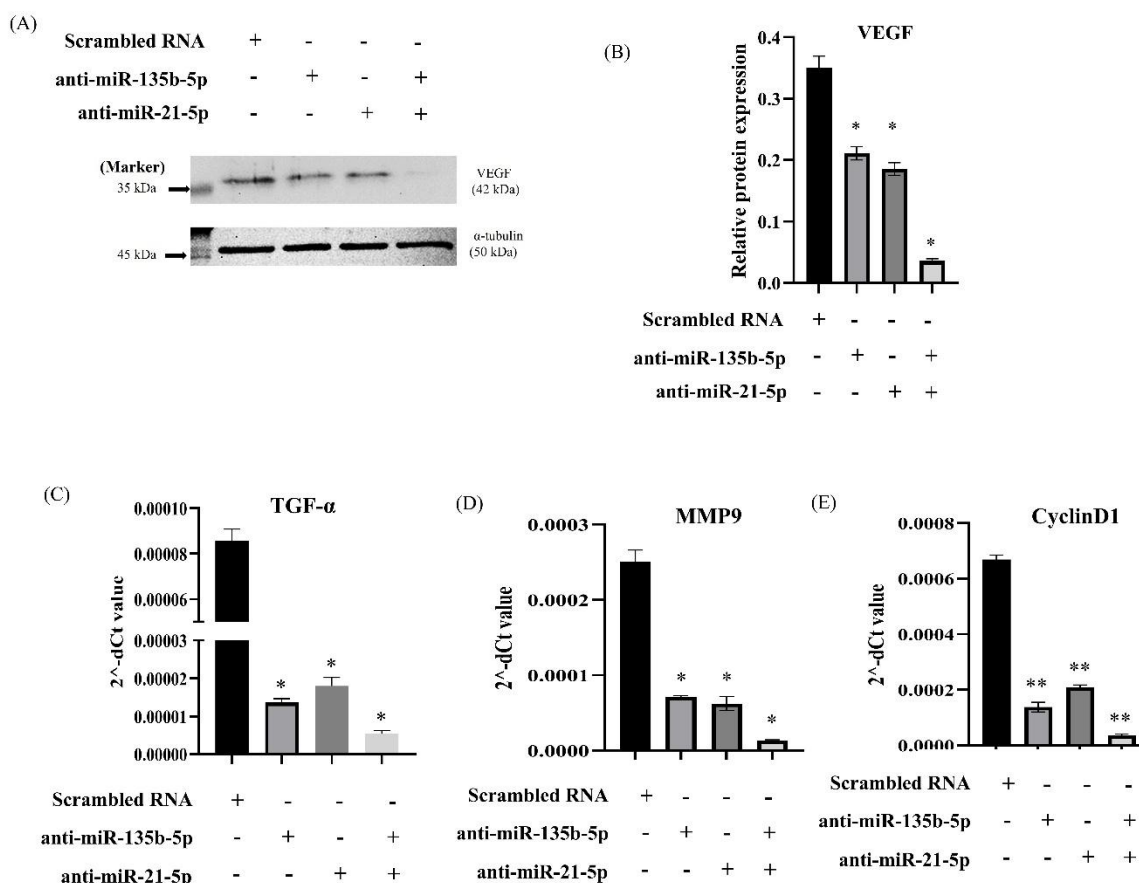 (A)
Scrambled RNA + - - -
anti-miR-135b-5p - + - +
anti-miR-21-5p - - + +
(Marker)
35 kDa
VEGF
(42 kDa)
45 kDa
α-tubulin
(50 kDa)
(B)
VEGF
Relative protein expression
0.4
0.3
0.2
0.1
0.0
* * *
Scrambled RNA + - - -
anti-miR-135b-5p - + - +
anti-miR-21-5p - - + +
(C)
TGF-α
2^-dCt value
0.00010
0.00008
0.00006
0.00003
0.00002
0.00001
0.00000
* * *
Scrambled RNA + - - -
anti-miR-135b-5p - + - +
anti-miR-21-5p - - + +
(D)
MMP9
2^-dCt value
0.0003
0.0002
0.0001
0.0000
* * *
Scrambled RNA + - - -
anti-miR-135b-5p - + - +
anti-miR-21-5p - - + +
(E)
CyclinD1
2^-dCt value
0.0008
0.0006
0.0004
0.0002
0.0000
** ** **
Scrambled RNA + - - -
anti-miR-135b-5p - + - +
anti-miR-21-5p - - + +